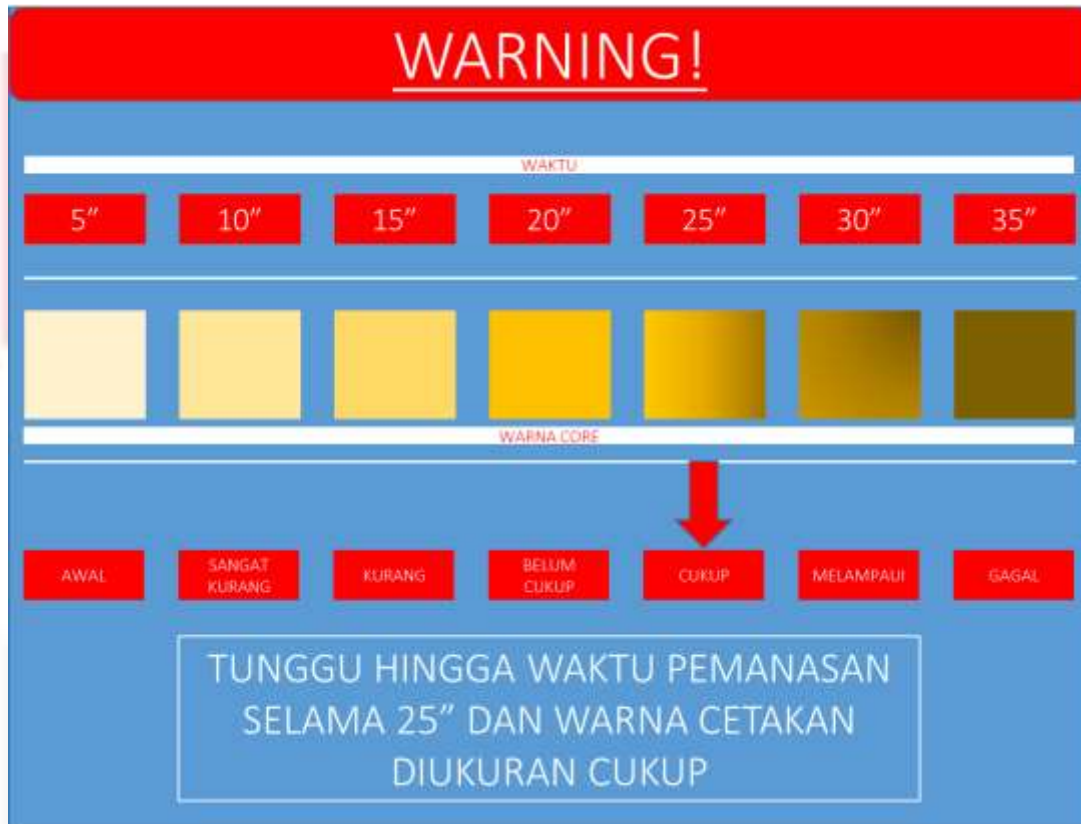 WARNING!
WAKTU
5” 10” 15” 20” 25” 30” 35”
WARNA CORE
AWAL SANGAT KURANG KURANG BELUM CUKUP CUKUP MELAMPAUI GAGAL
TUNGGU HINGGA WAKTU PEMANASAN
SELAMA 25” DAN WARNA CETAKAN
DIUKURAN CUKUP